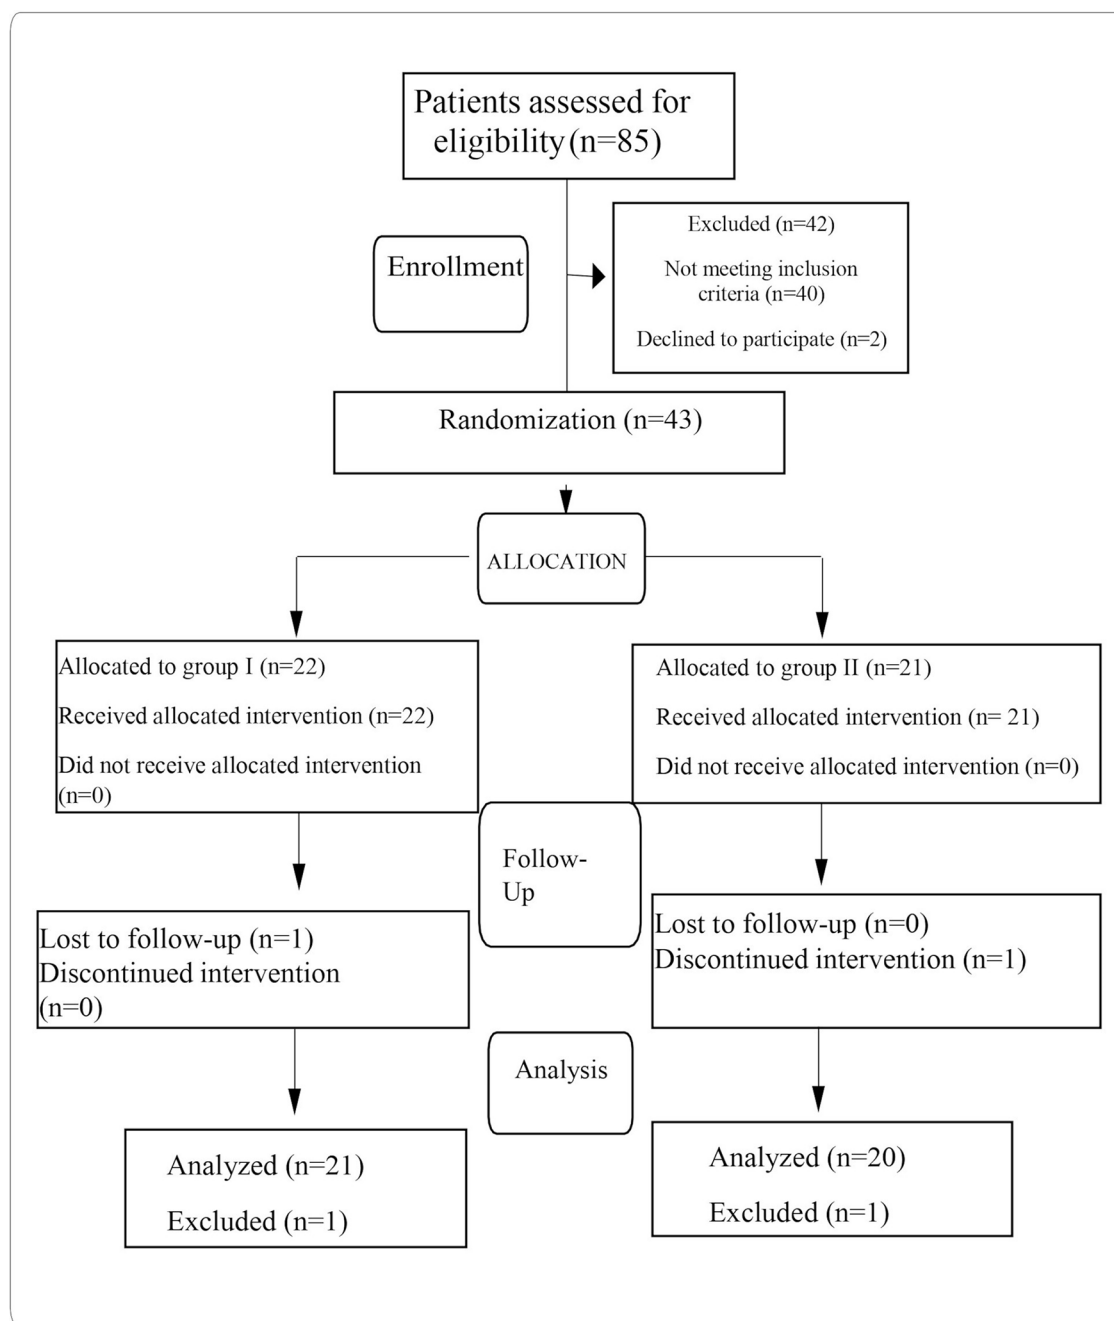 Patients assessed for
eligibility (n=85)
Excluded (n=42)
Enrollment
Not meeting inclusion
criteria (n=40)
Declined to participate (n=2)
Randomization (n=43)
ALLOCATION
Allocated to group I (n=22)
Received allocated intervention (n=22)
Did not receive allocated intervention
(n=0)
Allocated to group II (n=21)
Received allocated intervention (n= 21)
Did not receive allocated intervention (n=0)
Follow-
Up
Lost to follow-up (n=1)
Discontinued intervention
(n=0)
Lost to follow-up (n=0)
Discontinued intervention (n=1)
Analysis
Analyzed (n=21)
Excluded (n=1)
Analyzed (n=20)
Excluded (n=1)